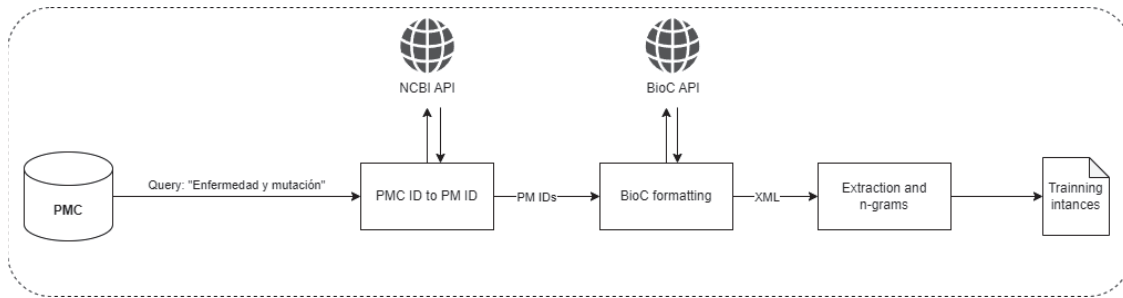 NCBI API
BioC API
PMC
Query: "Enfermedad y mutación"
PMC ID to PM ID
PM IDs
BioC formatting
XML
Extraction and
n-grams
Trainning
intances